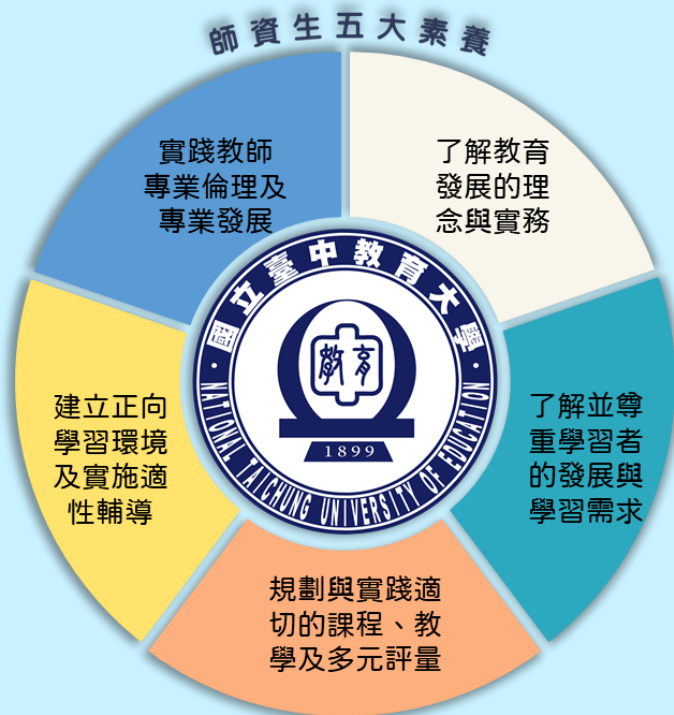 師資生五大素養
了解教育
發展的理
念與實務
了解並尊
重學習者
的發展與
學習需求
規劃與實踐適
切的課程、教
學及多元評量
建立正向
學習環境
及實施適
性輔導
實踐教師
專業倫理及
專業發展
國立臺中教育大學
教育
1899
NATIONAL TAICHUNG UNIVERSITY OF EDUCATION